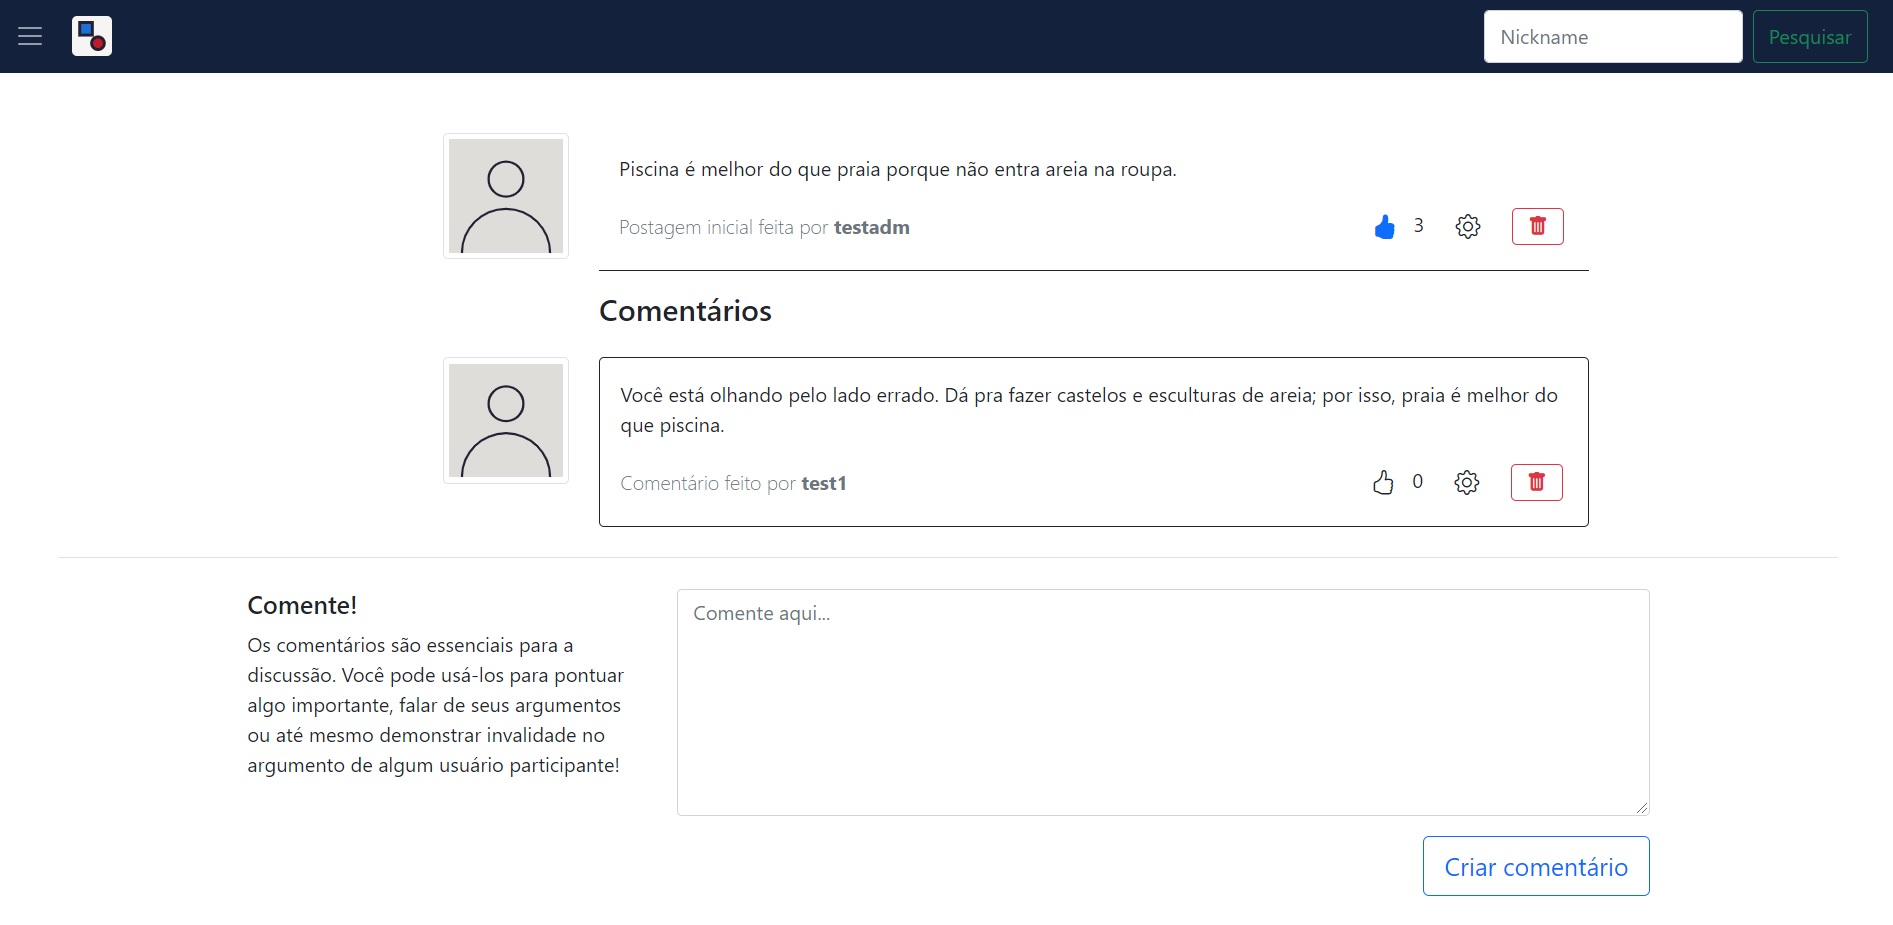 Nickname
Pesquisar
Piscina é melhor do que praia porque não entra areia na roupa.
Postagem inicial feita por testadm
3
Comentários
Você está olhando pelo lado errado. Dá pra fazer castelos e esculturas de areia; por isso, praia é melhor do
que piscina.
Comentário feito por test1
0
Comente!
Os comentários são essenciais para a
discussão. Você pode usá-los para pontuar
algo importante, falar de seus argumentos
ou até mesmo demonstrar invalidade no
argumento de algum usuário participante!
Comente aqui...
Criar comentário